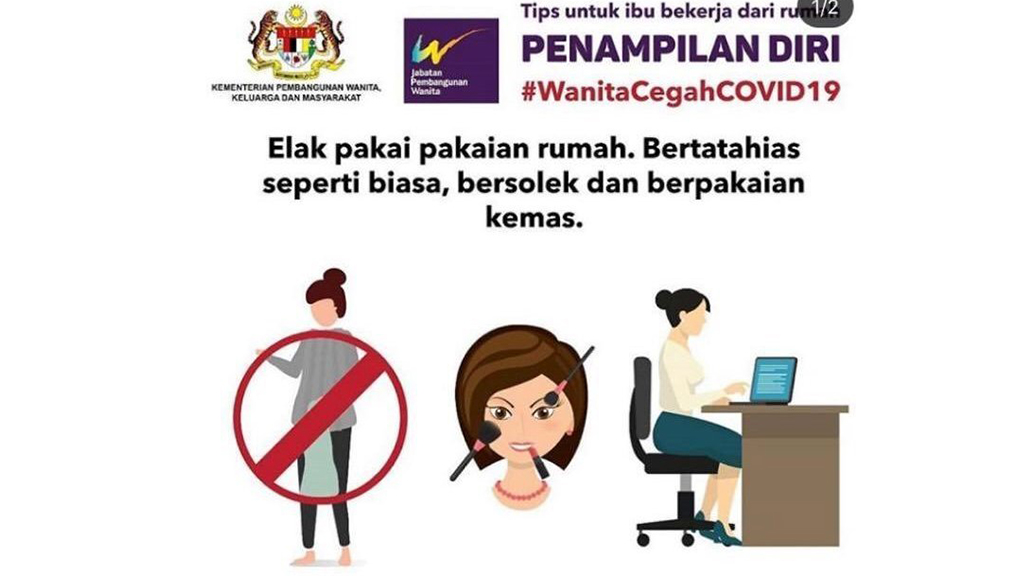 Tips untuk ibu bekerja dari rumah
1/2
PENAMPILAN DIRI
#WanitaCegahCOVID19
KEMENTERIAN PEMBANGUNAN WANITA,
KELUARGA DAN MASYARAKAT
Jabatan
Pembangunan
Wanita
Elak pakai pakaian rumah. Bertatahias
seperti biasa, bersolek dan berpakaian
kemas.